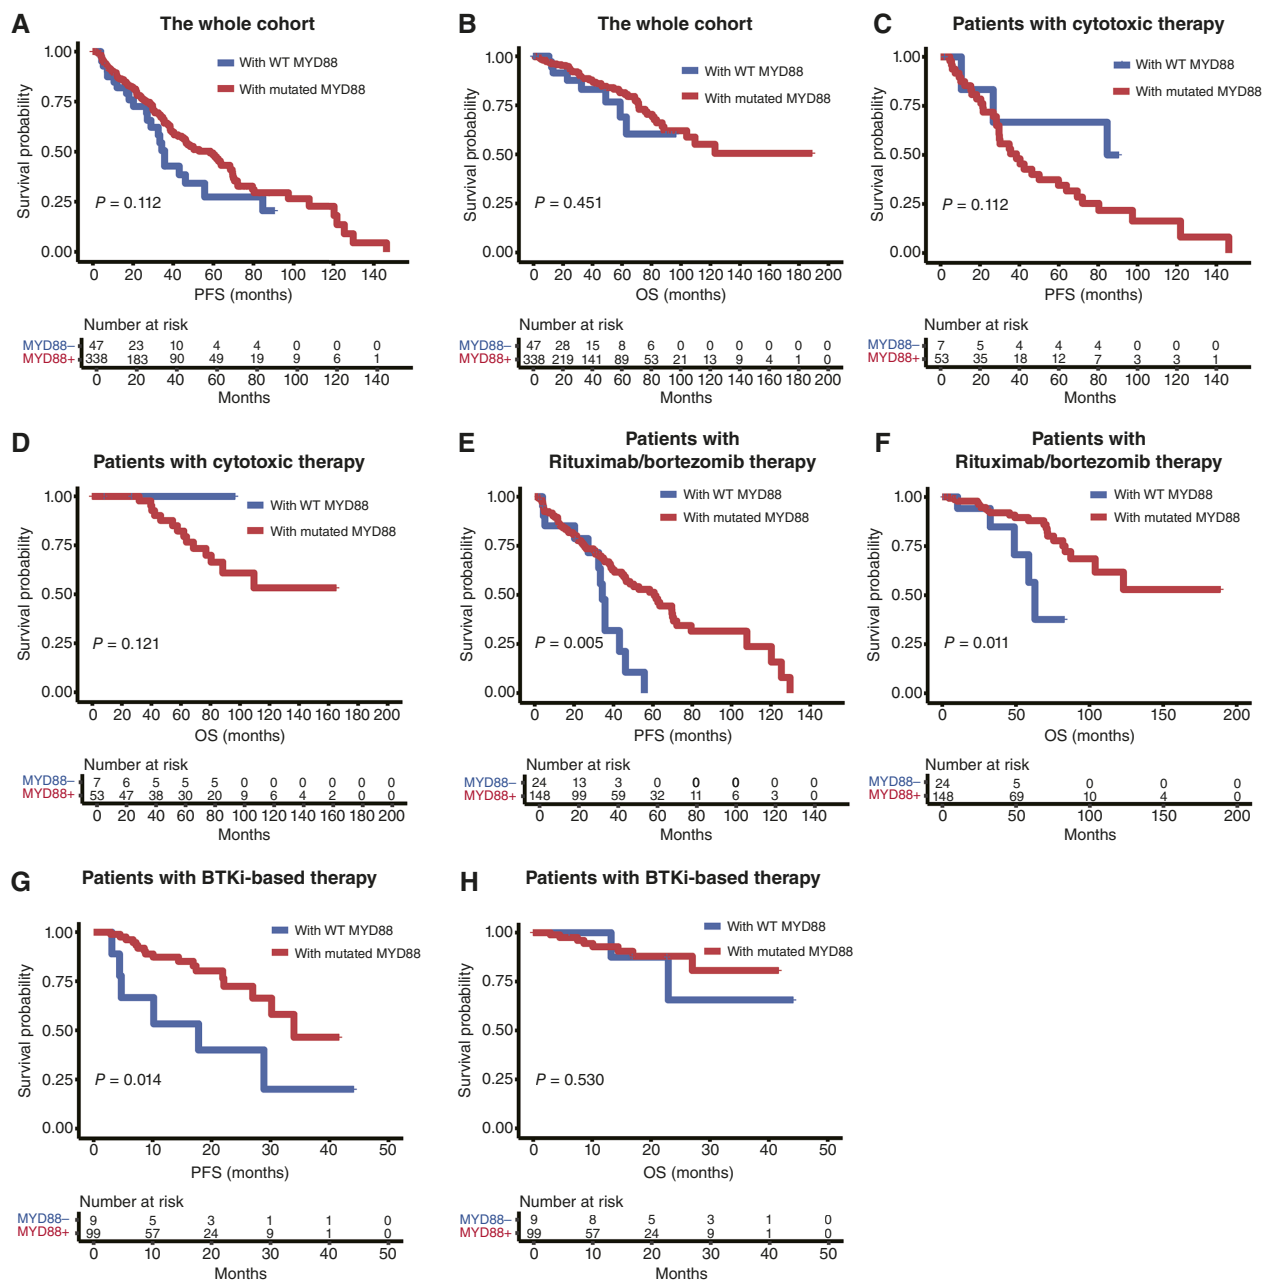 A The whole cohort
1.00
0.75
0.50
0.25
0.00
Survival probability
With WT MYD88
With mutated MYD88
P = 0.112
0 20 40 60 80 100 120 140
PFS (months)
Number at risk
MYD88– 47 23 10 4 4 0 0 0
MYD88+ 338 183 90 49 19 9 6 1
0 20 40 60 80 100 120 140
Months
B The whole cohort
1.00
0.75
0.50
0.25
0.00
Survival probability
With WT MYD88
With mutated MYD88
P = 0.451
0 20 40 60 80 100 120 140 160 180 200
OS (months)
Number at risk
MYD88– 47 28 15 8 6 0 0 0 0 0 0
MYD88+ 338 219 141 89 53 21 13 9 4 1 0
0 20 40 60 80 100 120 140 160 180 200
Months
C Patients with cytotoxic therapy
1.00
0.75
0.50
0.25
0.00
Survival probability
With WT MYD88
With mutated MYD88
P = 0.112
0 20 40 60 80 100 120 140
PFS (months)
Number at risk
MYD88– 7 5 4 4 4 0 0 0
MYD88+ 53 35 18 12 7 3 3 1
0 20 40 60 80 100 120 140
Months
D Patients with cytotoxic therapy
1.00
0.75
0.50
0.25
0.00
Survival probability
With WT MYD88
With mutated MYD88
P = 0.121
0 20 40 60 80 100 120 140 160 180 200
OS (months)
Number at risk
MYD88– 7 6 5 5 5 0 0 0 0 0 0
MYD88+ 53 47 38 30 20 9 6 4 2 0 0
0 20 40 60 80 100 120 140 160 180 200
Months
E Patients with
Rituximab/bortezomib therapy
1.00
0.75
0.50
0.25
0.00
Survival probability
With WT MYD88
With mutated MYD88
P = 0.005
0 20 40 60 80 100 120 140
PFS (months)
Number at risk
MYD88– 24 13 3 0 0 0 0 0
MYD88+ 148 99 59 32 11 6 3 0
0 20 40 60 80 100 120 140
Months
F Patients with
Rituximab/bortezomib therapy
1.00
0.75
0.50
0.25
0.00
Survival probability
With WT MYD88
With mutated MYD88
P = 0.011
0 50 100 150 200
OS (months)
Number at risk
MYD88– 24 5 0 0 0
MYD88+ 148 69 10 4 0
0 50 100 150 200
Months
G Patients with BTKi-based therapy
1.00
0.75
0.50
0.25
0.00
Survival probability
With WT MYD88
With mutated MYD88
P = 0.014
0 10 20 30 40 50
PFS (months)
Number at risk
MYD88– 9 5 3 1 1 0
MYD88+ 99 57 24 9 1 0
0 10 20 30 40 50
Months
H Patients with BTKi-based therapy
1.00
0.75
0.50
0.25
0.00
Survival probability
With WT MYD88
With mutated MYD88
P = 0.530
0 10 20 30 40 50
OS (months)
Number at risk
MYD88– 9 8 5 3 1 0
MYD88+ 99 57 24 9 1 0
0 10 20 30 40 50
Months